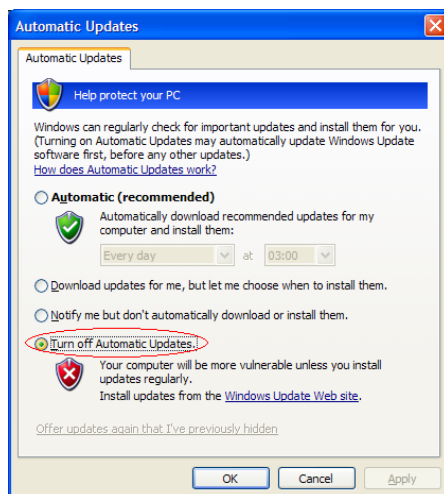 Automatic Updates
Automatic Updates
Help protect your PC
Windows can regularly check for important updates and install them for you.
(Turning on Automatic Updates may automatically update Windows Update
software first, before any other updates.)
How does Automatic Updates work?
Automatic (recommended)
Automatically download recommended updates for my
computer and install them:
Every day at 03:00
Download updates for me, but let me choose when to install them.
Notify me but don't automatically download or install them.
Turn off Automatic Updates.
Your computer will be more vulnerable unless you install
updates regularly.
Install updates from the Windows Update Web site.
Offer updates again that I've previously hidden
OK Cancel Apply